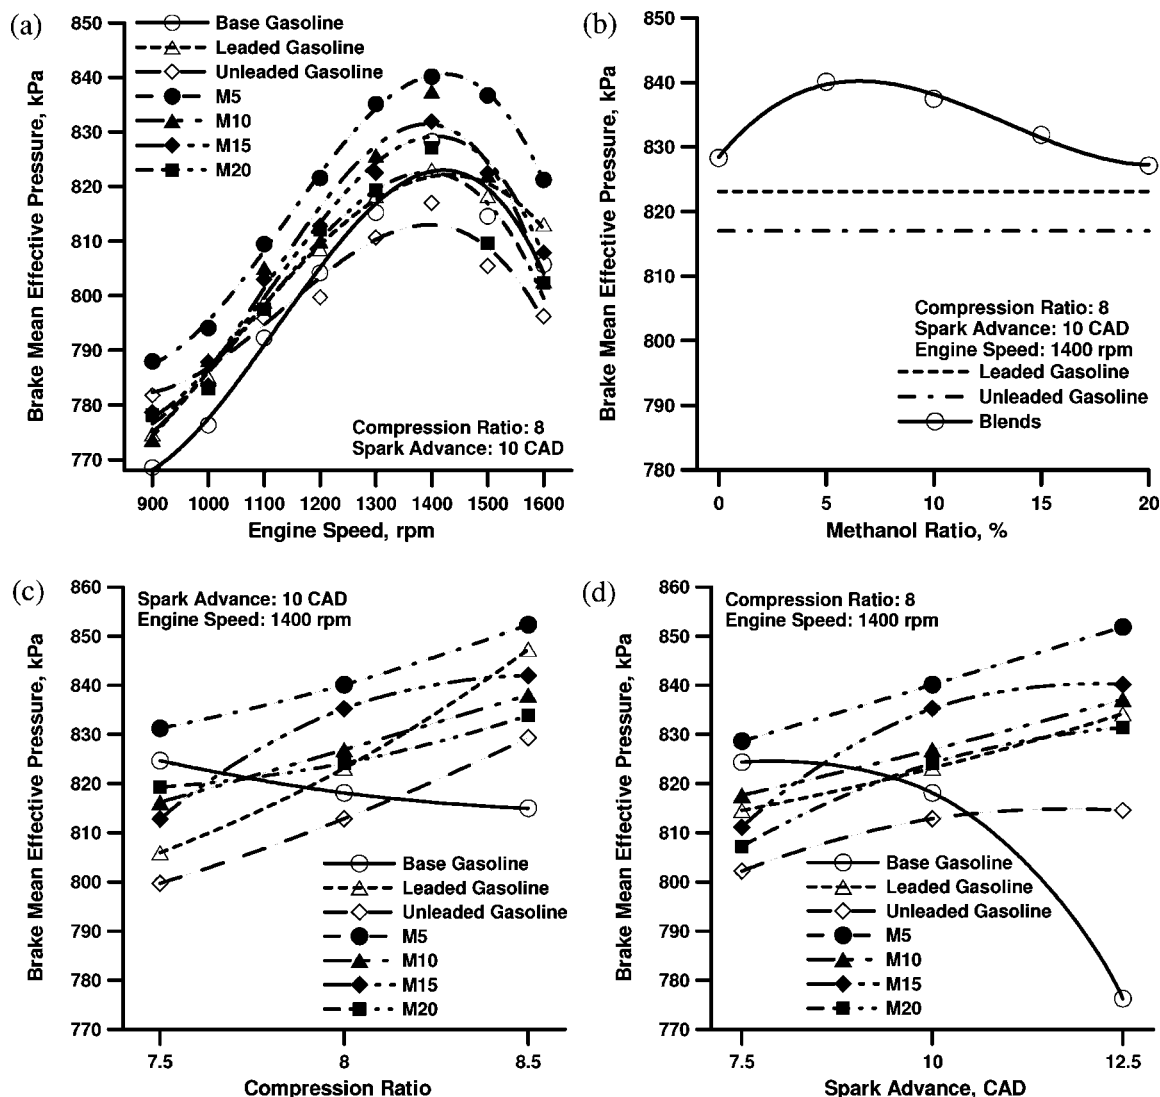 (a)
850
840
830
820
810
800
790
780
770
Brake Mean Effective Pressure, kPa
Base Gasoline
Leaded Gasoline
Unleaded Gasoline
M5
M10
M15
M20
Compression Ratio: 8
Spark Advance: 10 CAD
900 1000 1100 1200 1300 1400 1500 1600
Engine Speed, rpm
(b)
850
840
830
820
810
800
790
780
Brake Mean Effective Pressure, kPa
Compression Ratio: 8
Spark Advance: 10 CAD
Engine Speed: 1400 rpm
Leaded Gasoline
Unleaded Gasoline
Blends
0 5 10 15 20
Methanol Ratio, %
(c)
860
850
840
830
820
810
800
790
780
770
Brake Mean Effective Pressure, kPa
Spark Advance: 10 CAD
Engine Speed: 1400 rpm
Base Gasoline
Leaded Gasoline
Unleaded Gasoline
M5
M10
M15
M20
7.5 8 8.5
Compression Ratio
(d)
860
850
840
830
820
810
800
790
780
770
Brake Mean Effective Pressure, kPa
Compression Ratio: 8
Engine Speed: 1400 rpm
Base Gasoline
Leaded Gasoline
Unleaded Gasoline
M5
M10
M15
M20
7.5 10 12.5
Spark Advance, CAD